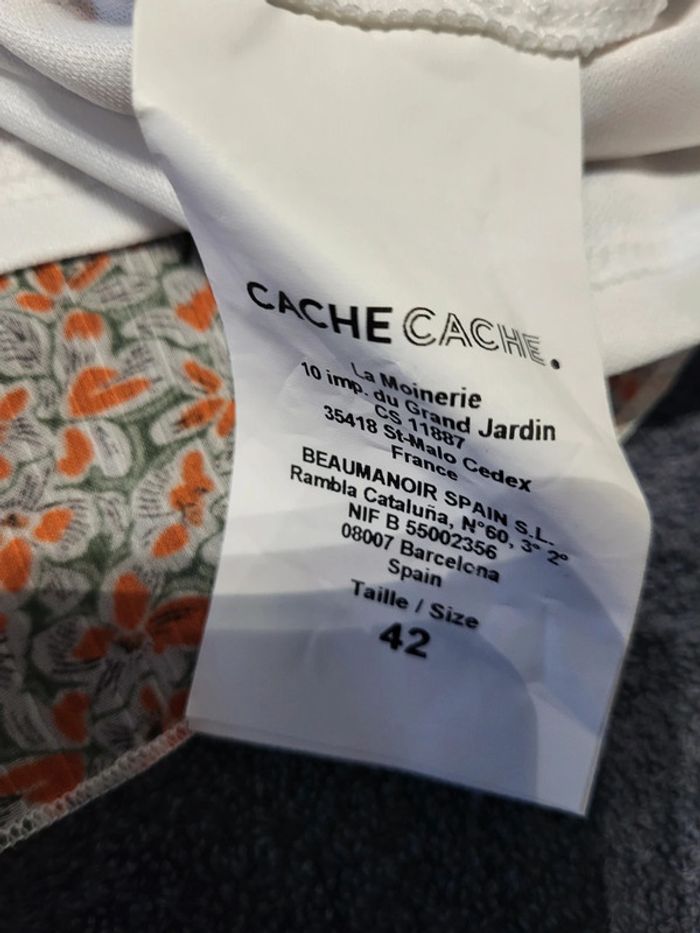 CACHE CACHE.
La Moinerie
10 imp. du Grand Jardin
CS 11887
35418 St-Malo Cedex
France
BEAUMANOIR SPAIN S.L.
Rambla Cataluña, N°60, 3° 2°
NIF B 55002356
08007 Barcelona
Spain
Taille / Size
42